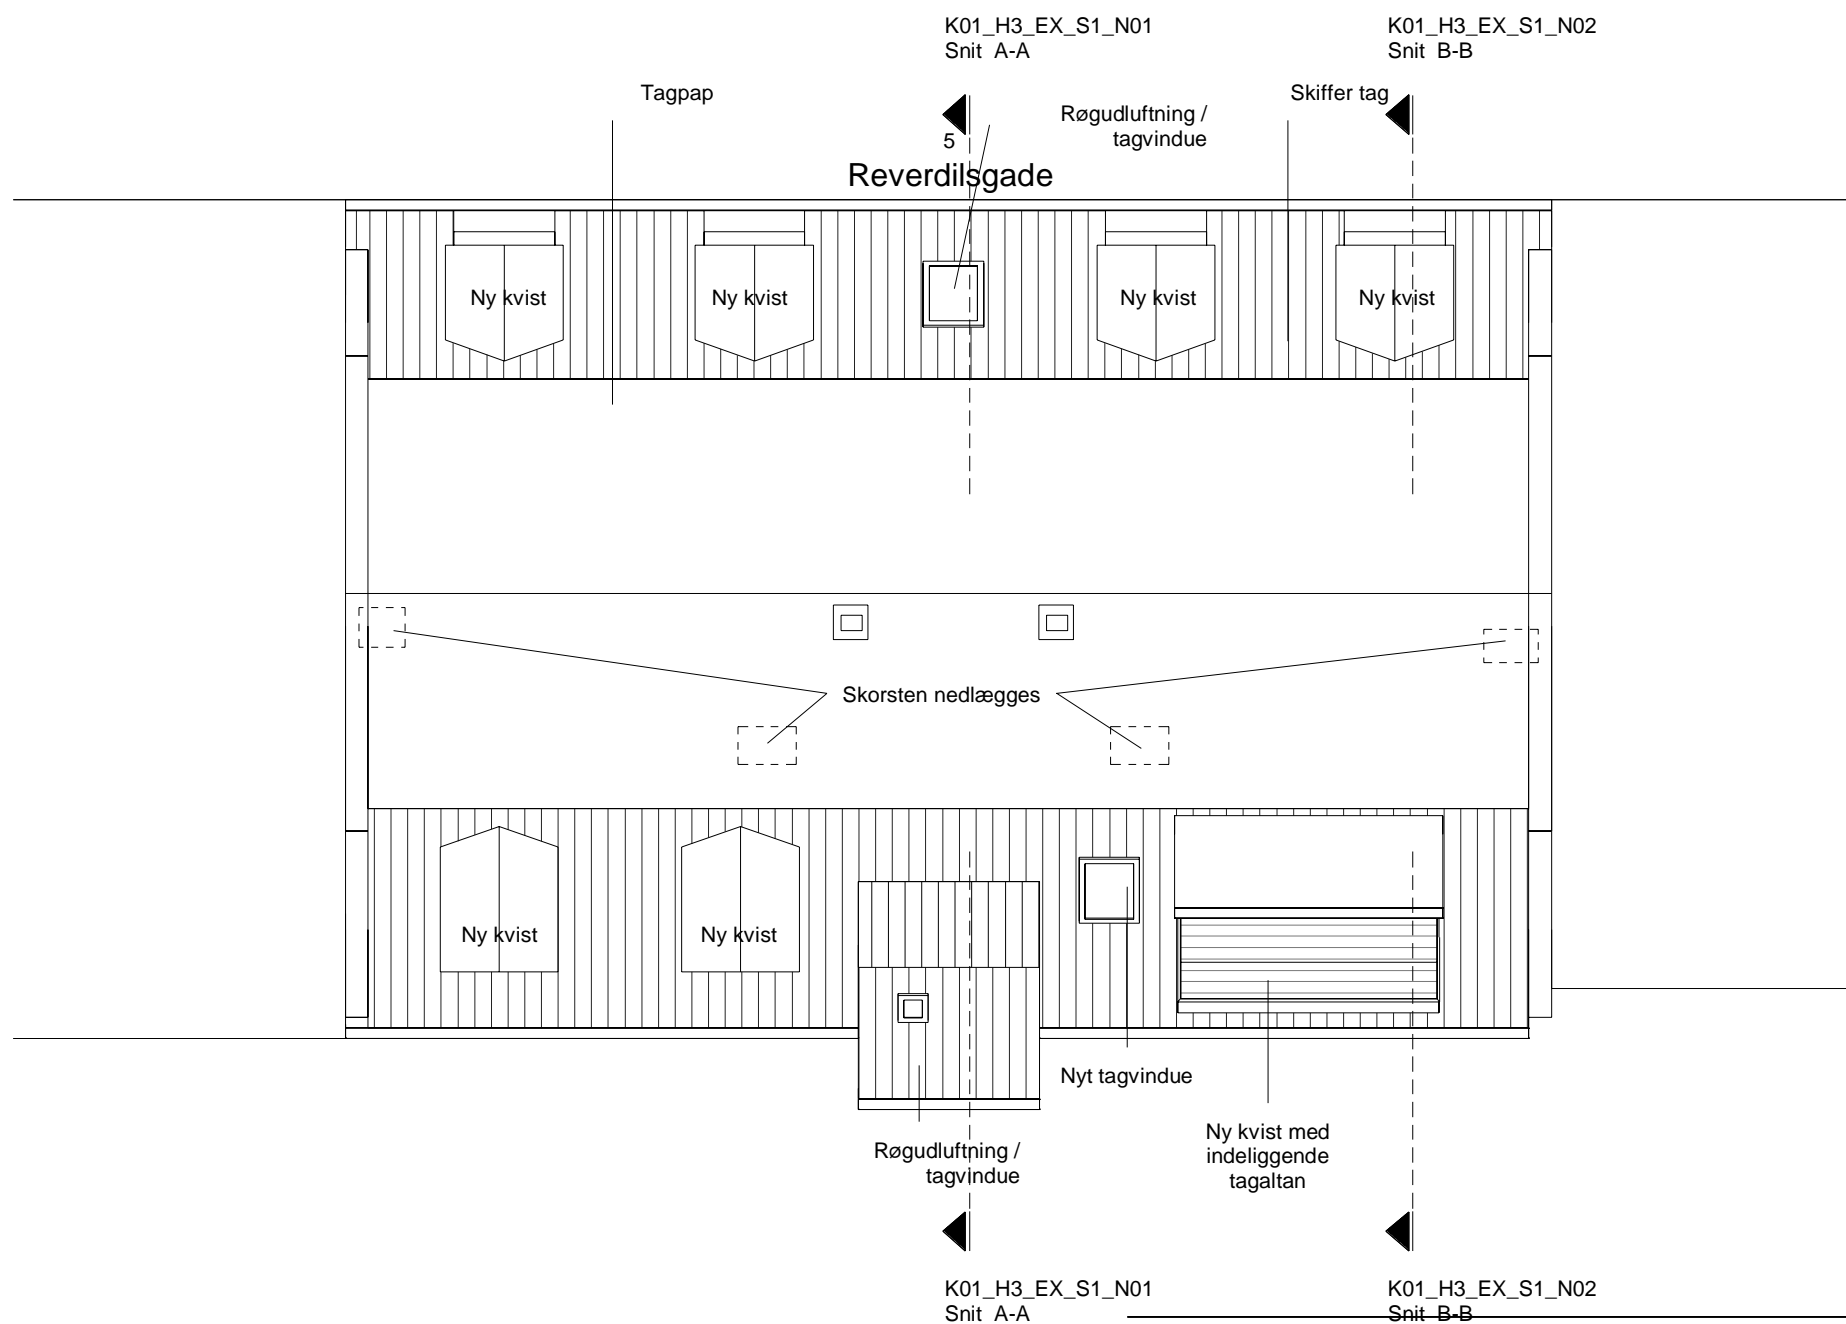 K01_H3_EX_S1_N01
Snit A-A
K01_H3_EX_S1_N02
Snit B-B
Tagpap
Røgudluftning /
tagvindue
Skiffer tag
5
Reverdilsgade
Ny kvist
Ny kvist
Ny kvist
Ny kvist
Skorsten nedlægges
Ny kvist
Ny kvist
Nyt tagvindue
Røgudluftning /
tagvindue
Ny kvist med
indeliggende
tagaltan
K01_H3_EX_S1_N01
Snit A-A
K01_H3_EX_S1_N02
Snit B-B